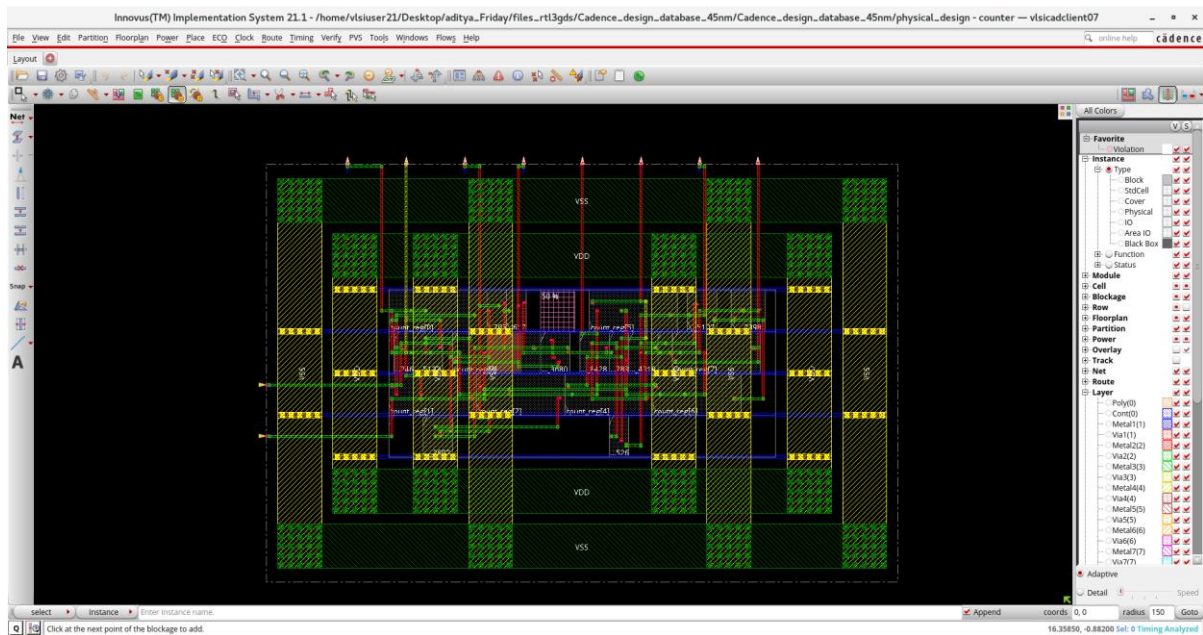 Innovus(TM) Implementation System 21.1 - /home/vlsiuser21/Desktop/aditya_Friday/files_rtl3gds/Cadence_design_database_45nm/Cadence_design_database_45nm/physical_design - counter — vlsicadclient07
File View Edit Partition Floorplan Power Place ECO Clock Route Timing Verify PVS Tools Windows Flows Help
online help cādence
Layout
Net
Snap
A
All Colors
V S
Favorite
Violation
Instance
Type
Block
StdCell
Cover
Physical
IO
Area IO
Black Box
Function
Status
Module
Cell
Blockage
Row
Floorplan
Partition
Power
Overlay
Track
Net
Route
Layer
Poly(0)
Cont(0)
Metal1(1)
Via1(1)
Metal2(2)
Via2(2)
Metal3(3)
Via3(3)
Metal4(4)
Via4(4)
Metal5(5)
Via5(5)
Metal6(6)
Via6(6)
Metal7(7)
Via7(7)
Adaptive
Detail Speed
VSS
VDD
50 %
VSS
VSS
VDD
VSS
select Instance Enter Instance name. Append coords 0, 0 radius 150 Goto
Q Click at the next point of the blockage to add. 16.35850, -0.88200 Sel: 0 Timing Analyzed